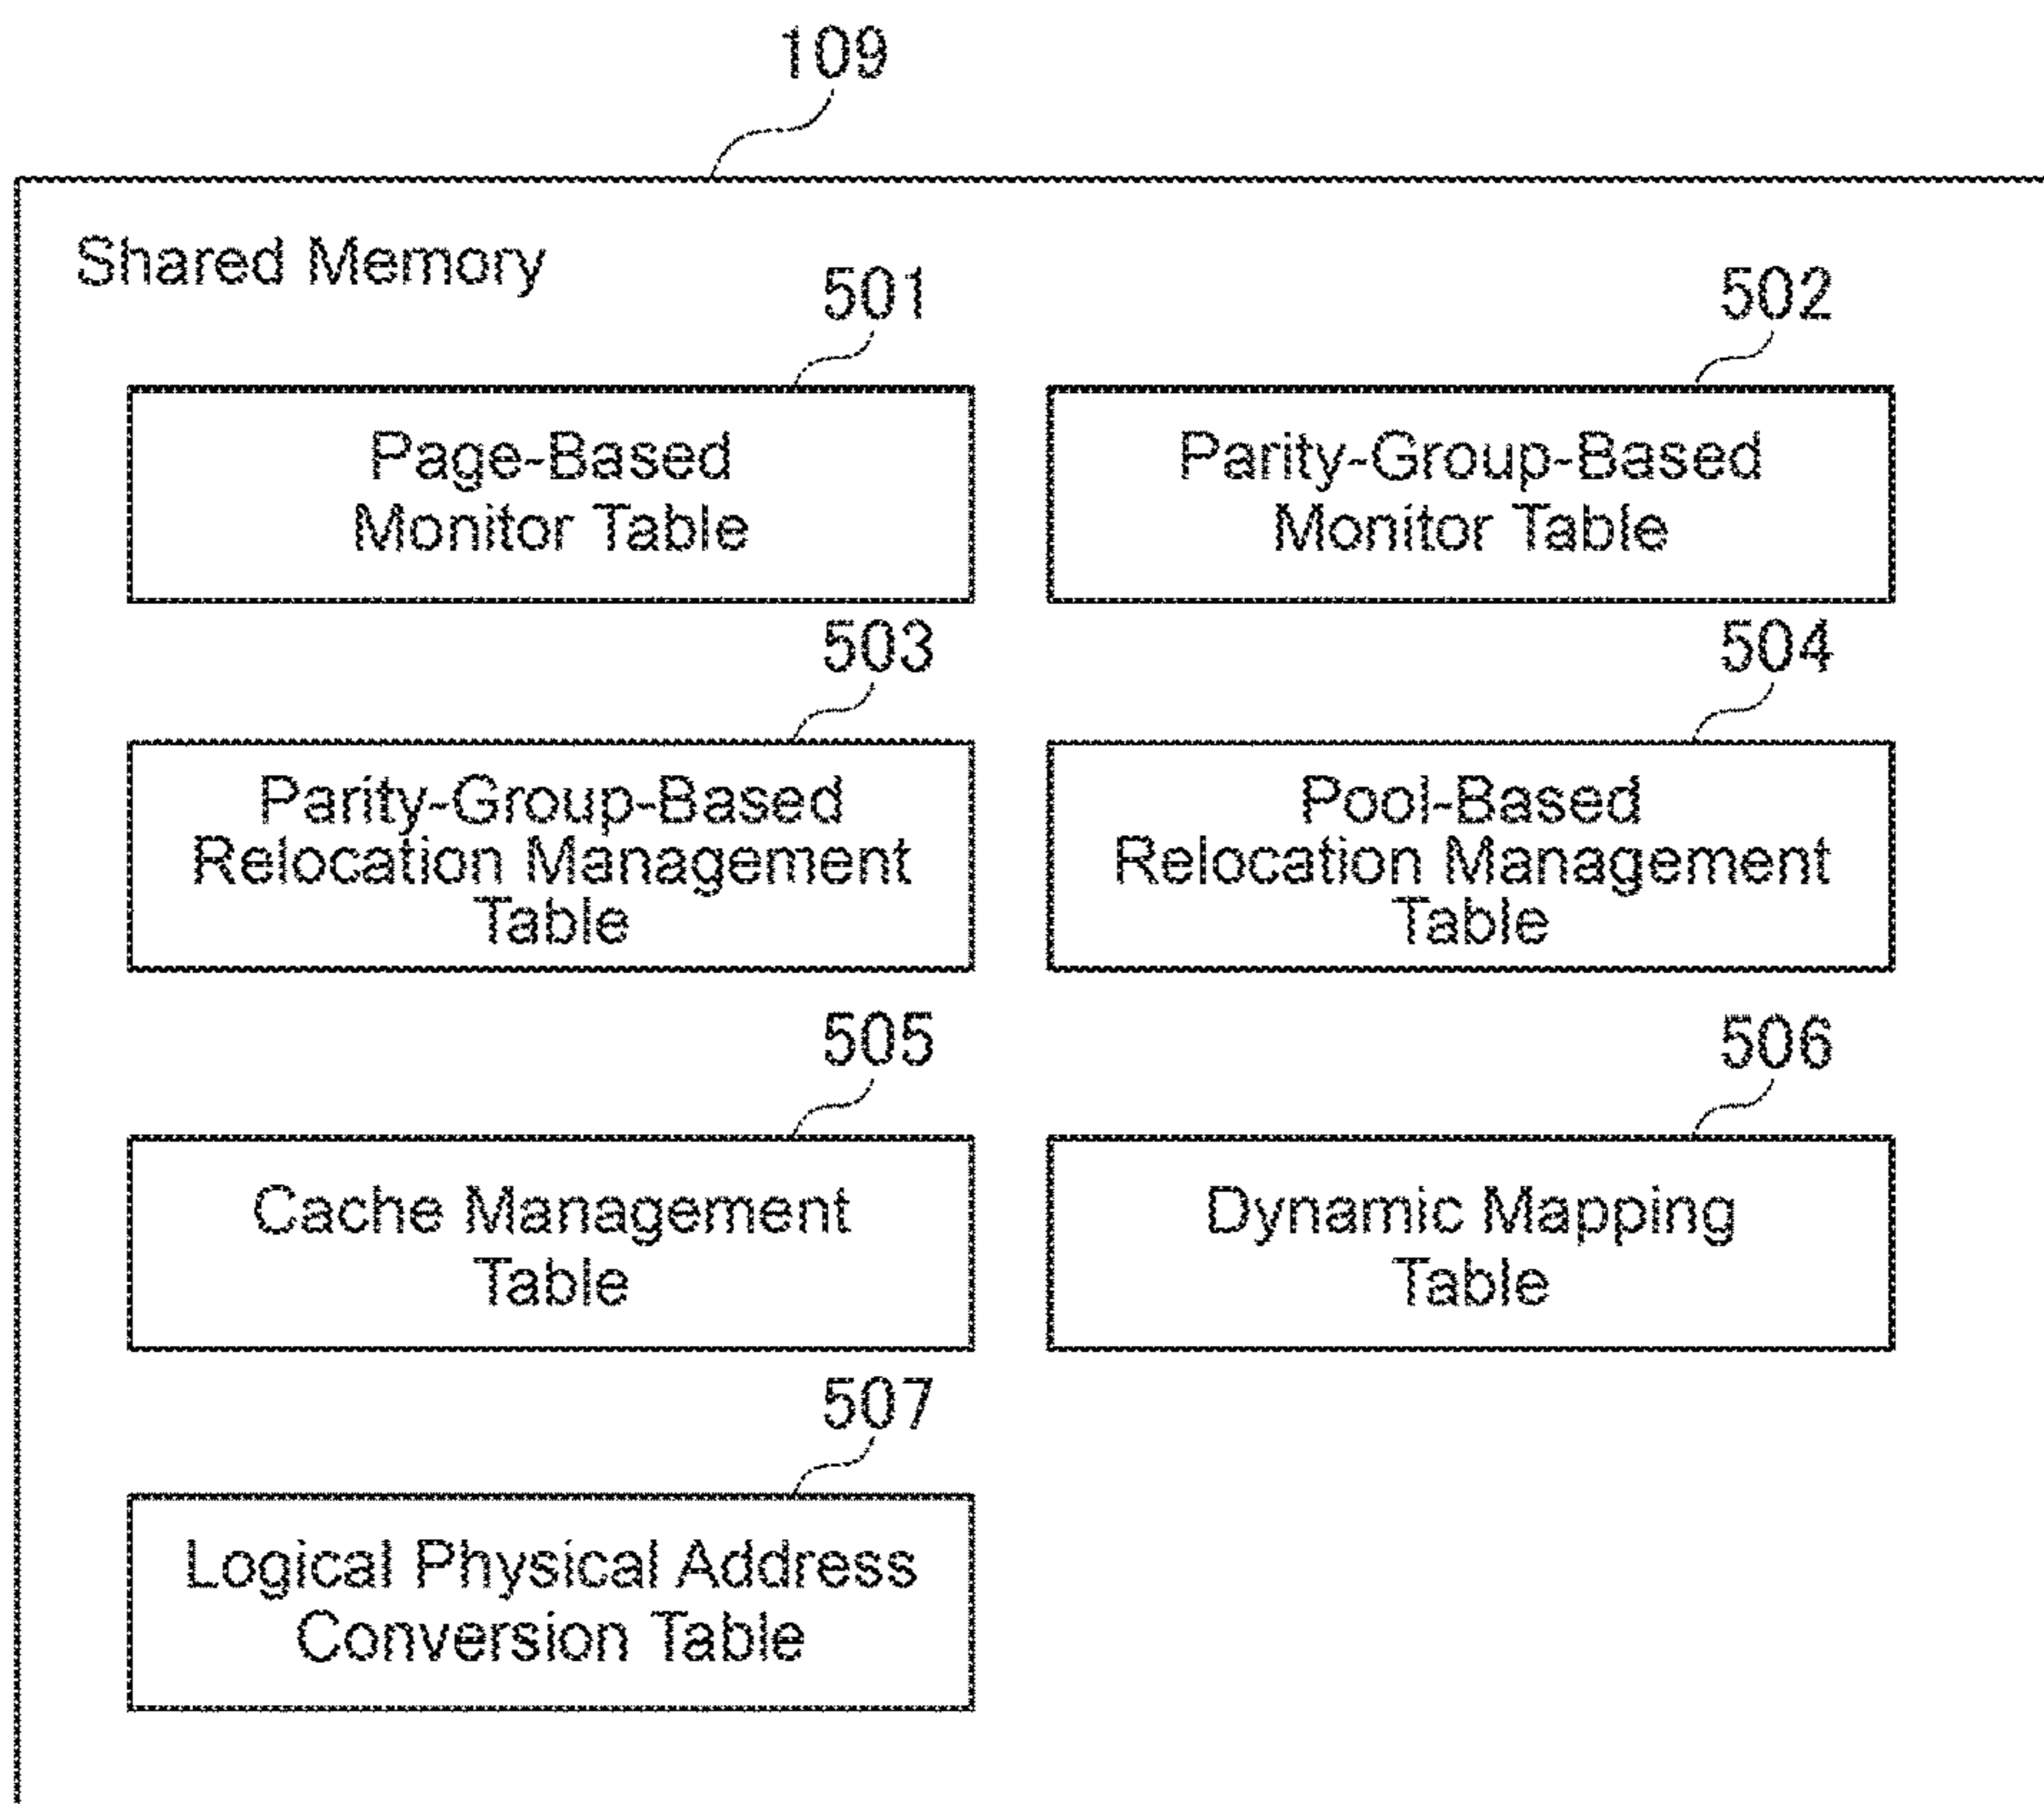 109
Shared Memory
501
502
Page-Based
Monitor Table
Parity-Group-Based
Monitor Table
503
504
Parity-Group-Based
Relocation Management
Table
Pool-Based
Relocation Management
Table
505
506
Cache Management
Table
Dynamic Mapping
Table
507
Logical Physical Address
Conversion Table